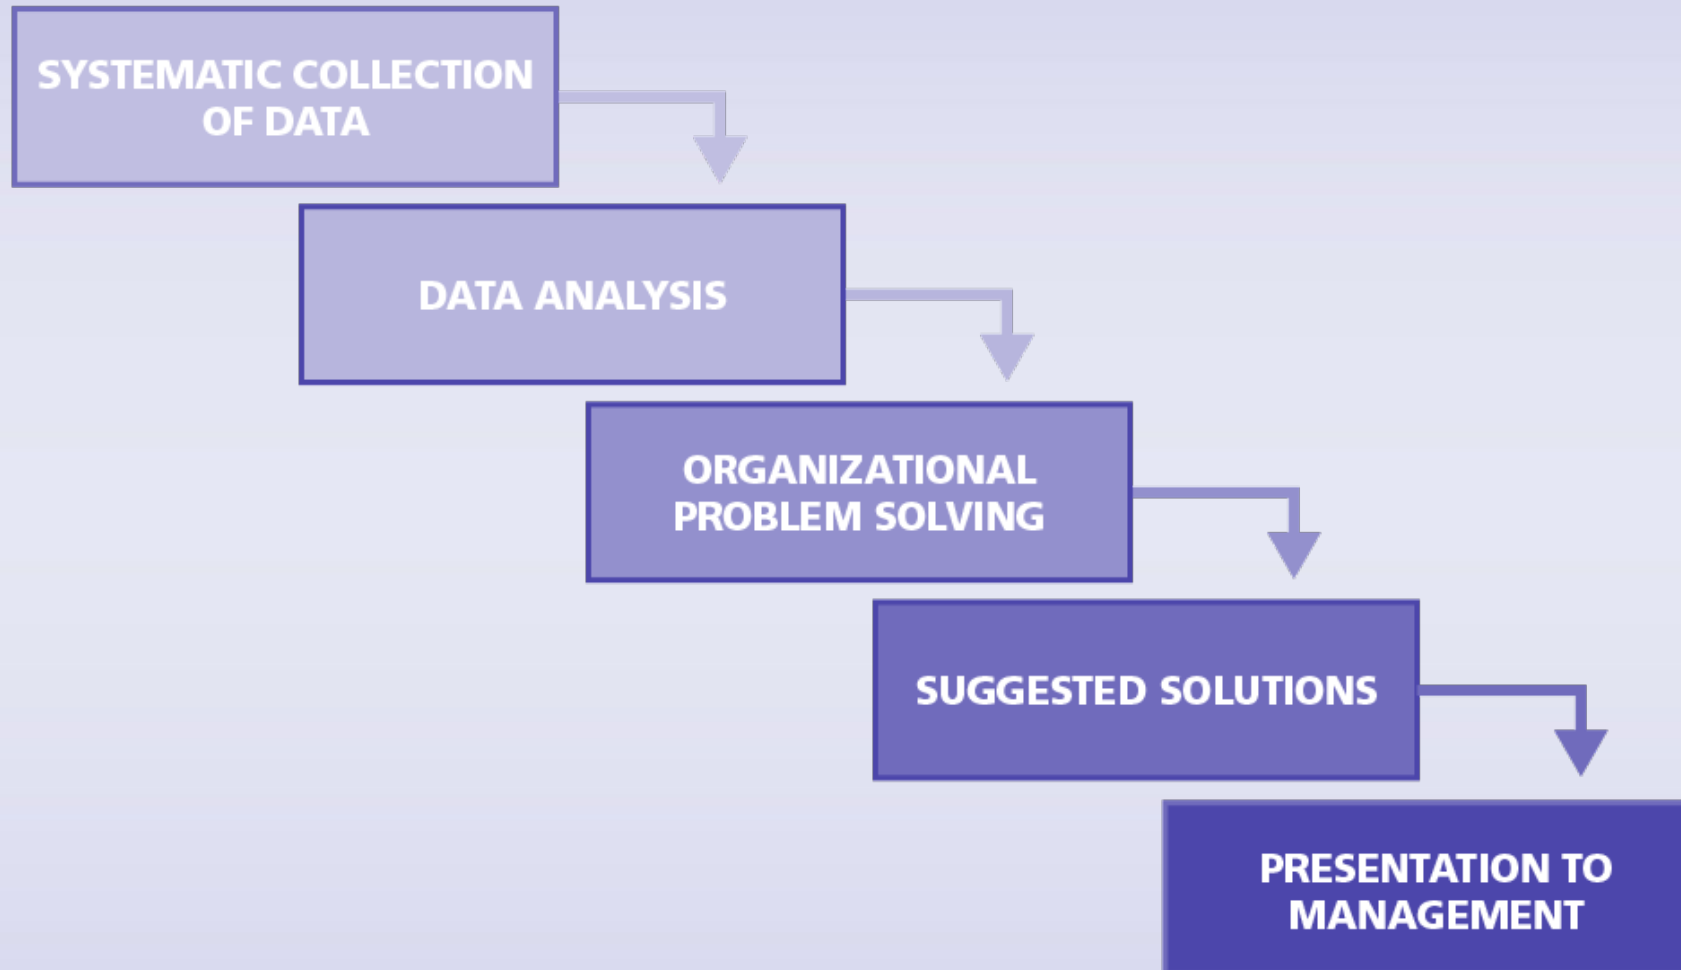 SYSTEMATIC COLLECTION
OF DATA
DATA ANALYSIS
ORGANIZATIONAL
PROBLEM SOLVING
SUGGESTED SOLUTIONS
PRESENTATION TO
MANAGEMENT